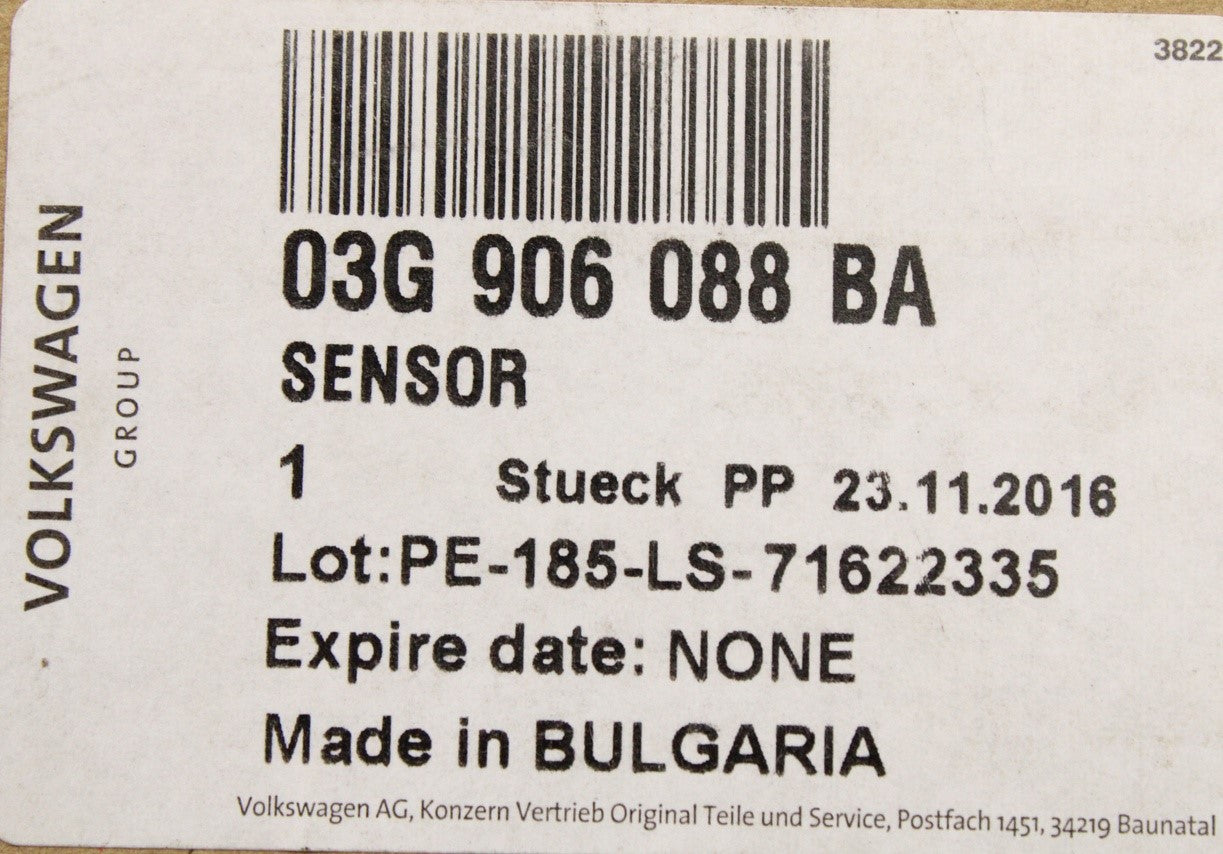 3822
03G 906 088 BA
SENSOR
1 Stueck PP 23.11.2016
Lot:PE-185-LS-71622335
Expire date: NONE
Made in BULGARIA
Volkswagen AG, Konzern Vertrieb Original Teile und Service, Postfach 1451, 34219 Baunatal
VOLKSWAGEN
GROUP